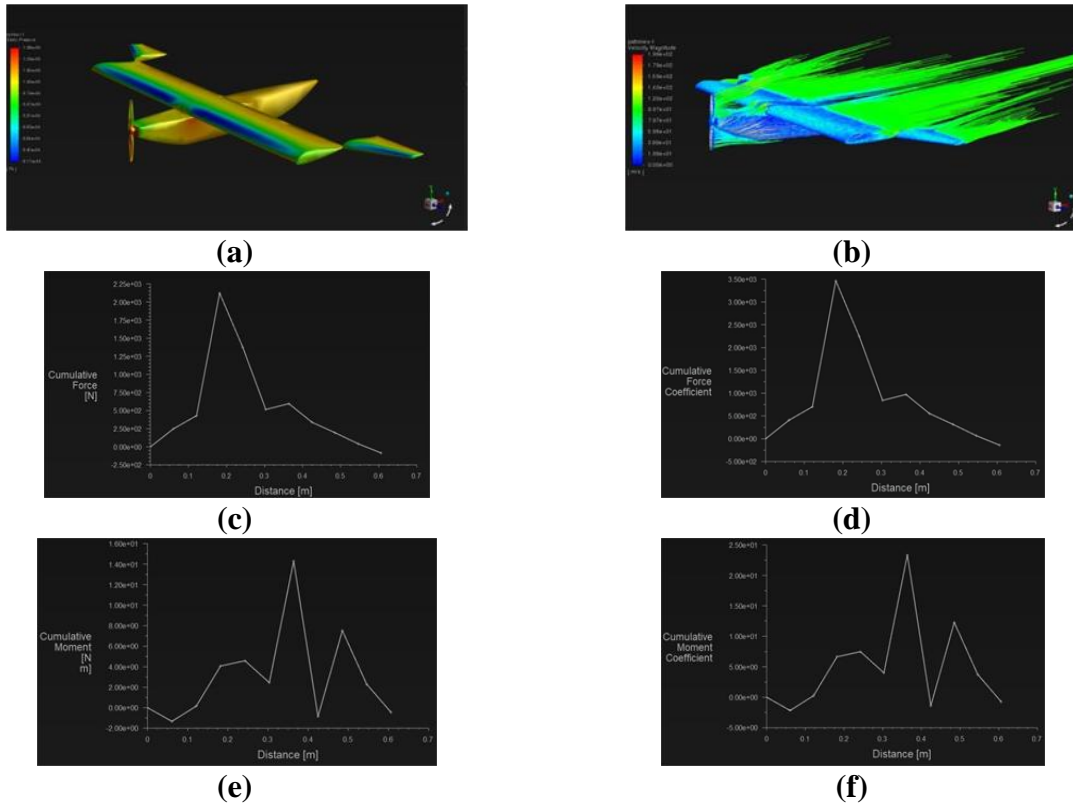 (a)
(b)
2.25e+03
2.00e+03
1.75e+03
1.50e+03
1.25e+03
1.00e+03
7.50e+02
5.00e+02
2.50e+02
0.00e+00
-2.50e+02
Cumulative
Force
[N]
0
0.1
0.2
0.3
0.4
0.5
0.6
0.7
Distance [m]
(c)
3.50e+03
3.00e+03
2.50e+03
2.00e+03
1.50e+03
1.00e+03
5.00e+02
0.00e+00
-5.00e+02
Cumulative
Force
Coefficient
0
0.1
0.2
0.3
0.4
0.5
0.6
0.7
Distance [m]
(d)
1.60e+01
1.40e+01
1.20e+01
1.00e+01
8.00e+00
6.00e+00
4.00e+00
2.00e+00
0.00e+00
-2.00e+00
Cumulative
Moment
[N
m]
0
0.1
0.2
0.3
0.4
0.5
0.6
0.7
Distance [m]
(e)
2.50e+01
2.00e+01
1.50e+01
1.00e+01
5.00e+00
0.00e+00
-5.00e+00
Cumulative
Moment
Coefficient
0
0.1
0.2
0.3
0.4
0.5
0.6
0.7
Distance [m]
(f)